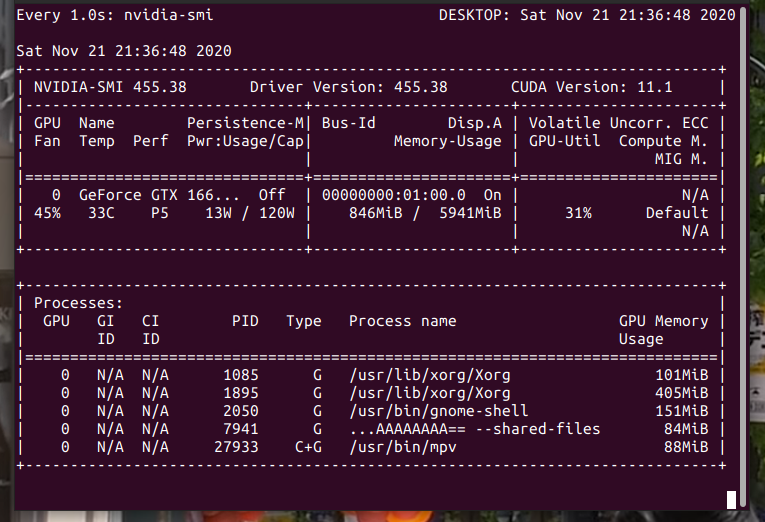 Every 1.0s: nvidia-smi                         DESKTOP: Sat Nov 21 21:36:48 2020

Sat Nov 21 21:36:48 2020
+-----------------------------------------------------------------------------+
| NVIDIA-SMI 455.38       Driver Version: 455.38       CUDA Version: 11.1     |
|-------------------------------+----------------------+----------------------+
| GPU  Name        Persistence-M| Bus-Id        Disp.A | Volatile Uncorr. ECC |
| Fan  Temp  Perf  Pwr:Usage/Cap|         Memory-Usage | GPU-Util  Compute M. |
|                               |                      |               MIG M. |
|===============================+======================+======================|
|   0  GeForce GTX 166...  Off  | 00000000:01:00.0  On |                  N/A |
| 45%   33C    P5    13W / 120W |    846MiB /  5941MiB |     31%      Default |
|                               |                      |                  N/A |
+-------------------------------+----------------------+----------------------+

+-----------------------------------------------------------------------------+
| Processes:                                                                  |
|  GPU   GI   CI        PID   Type   Process name                  GPU Memory |
|        ID   ID                                                   Usage      |
|=============================================================================|
|    0   N/A  N/A      1085      G   /usr/lib/xorg/Xorg                101MiB |
|    0   N/A  N/A      1895      G   /usr/lib/xorg/Xorg                405MiB |
|    0   N/A  N/A      2050      G   /usr/bin/gnome-shell              151MiB |
|    0   N/A  N/A      7941      G   ...AAAAAAAA== --shared-files       84MiB |
|    0   N/A  N/A     27933    C+G   /usr/bin/mpv                       88MiB |
+-----------------------------------------------------------------------------+